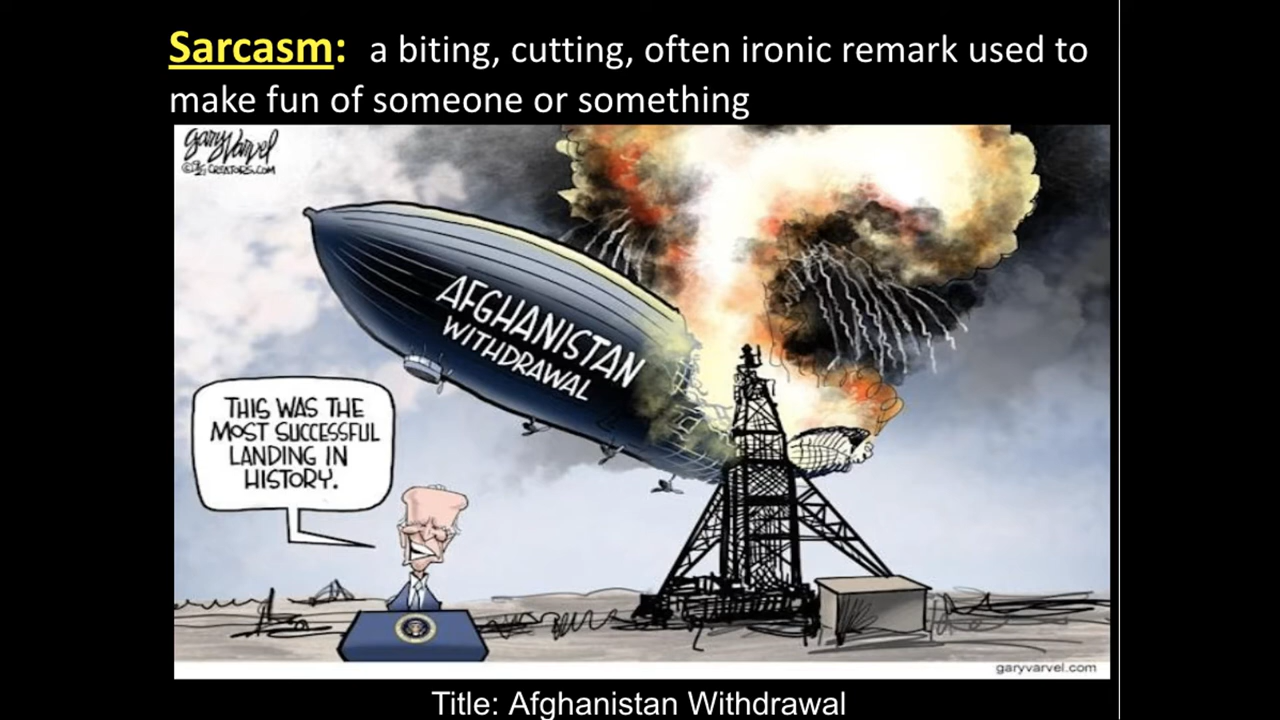 Sarcasm: a biting, cutting, often ironic remark used to
make fun of someone or something
gary Varvel
CREATORS.COM
AFGHANISTAN
WITHDRAWAL
THIS WAS THE
MOST SUCCESSFUL
LANDING IN
HISTORY.
garyvarvel.com
Title: Afghanistan Withdrawal